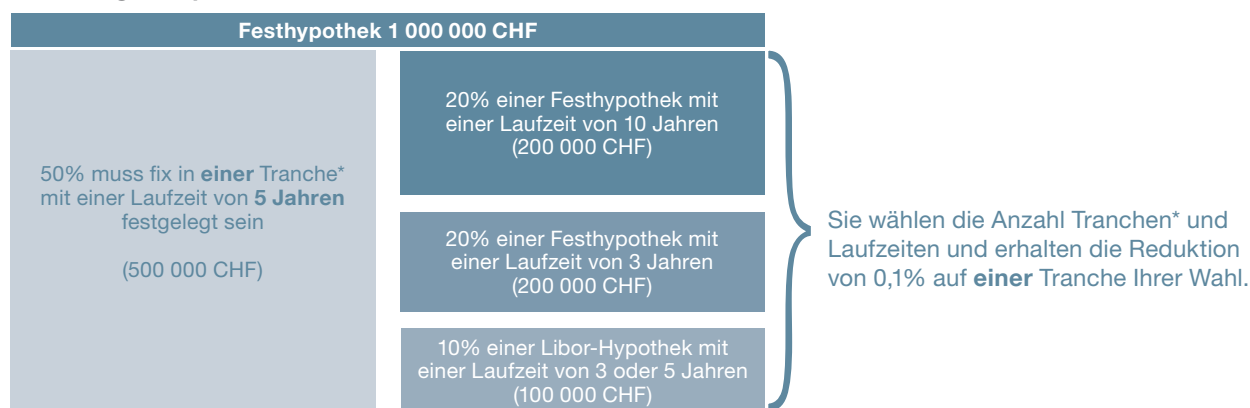 Festhypothek 1 000 000 CHF
50% muss fix in einer Tranche*
mit einer Laufzeit von 5 Jahren
festgelegt sein
(500 000 CHF)
20% einer Festhypothek mit
einer Laufzeit von 10 Jahren
(200 000 CHF)
20% einer Festhypothek mit
einer Laufzeit von 3 Jahren
(200 000 CHF)
10% einer Libor-Hypothek mit
einer Laufzeit von 3 oder 5 Jahren
(100 000 CHF)
Sie wählen die Anzahl Tranchen* und
Laufzeiten und erhalten die Reduktion
von 0,1% auf einer Tranche Ihrer Wahl.